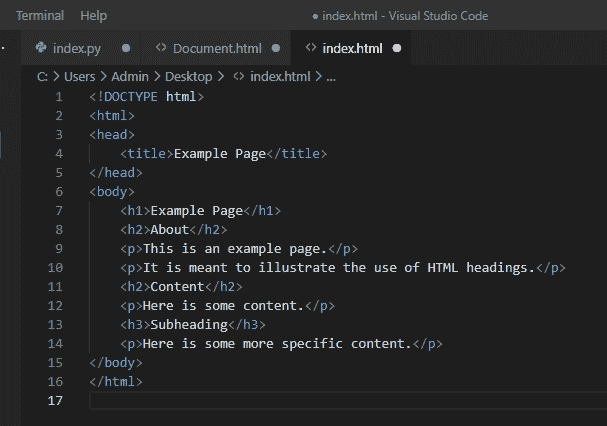 Terminal Help ● index.html - Visual Studio Code
index.py ● <> Document.html ● <> index.html ●
C: > Users > Admin > Desktop > <> index.html > ...
1 <!DOCTYPE html>
2 <html>
3 <head>
4     <title>Example Page</title>
5 </head>
6 <body>
7     <h1>Example Page</h1>
8     <h2>About</h2>
9     <p>This is an example page.</p>
10     <p>It is meant to illustrate the use of HTML headings.</p>
11     <h2>Content</h2>
12     <p>Here is some content.</p>
13     <h3>Subheading</h3>
14     <p>Here is some more specific content.</p>
15 </body>
16 </html>
17